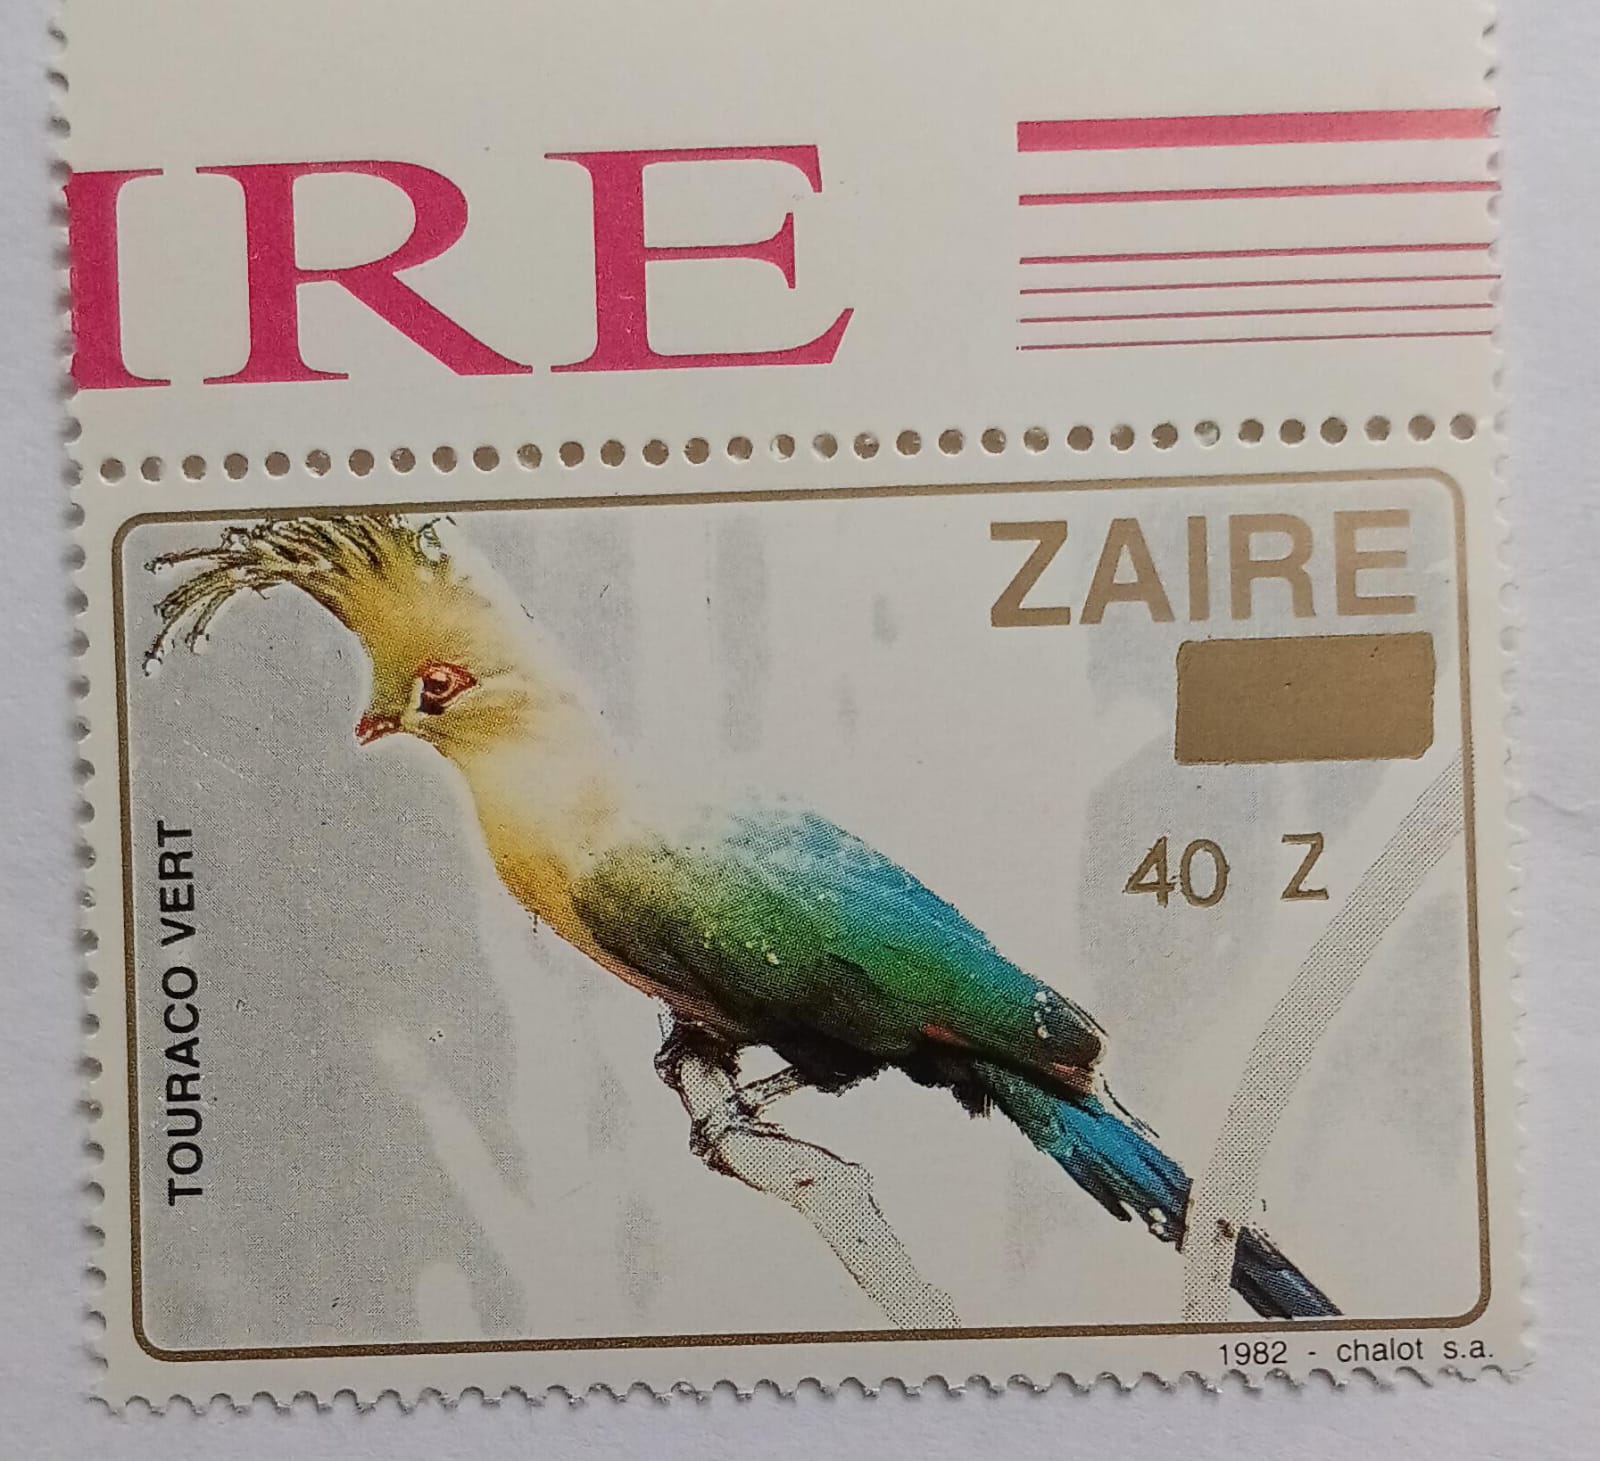 IRE
ZAIRE
40 Z
TOURACO VERT
1982 - chalot s.a.